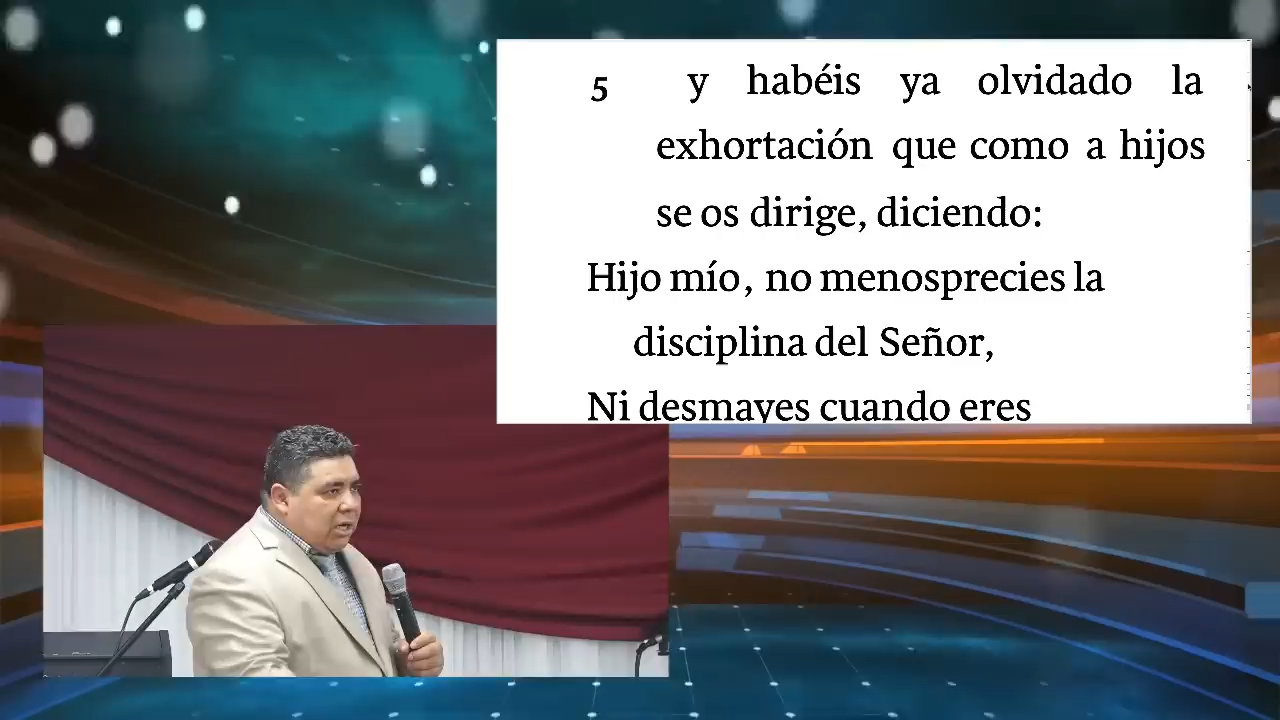 5 y habéis ya olvidado la
exhortación que como a hijos
se os dirige, diciendo:
Hijo mío, no menosprecies la
disciplina del Señor,
Ni desmayes cuando eres